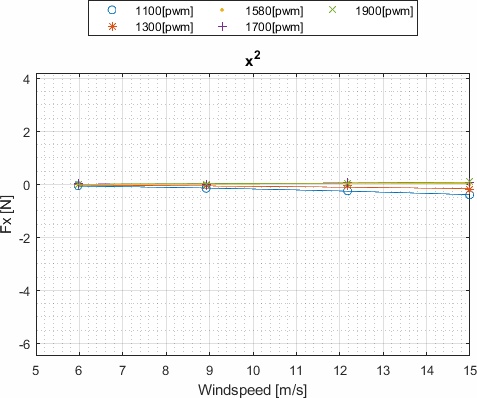 1100[pwm] 1580[pwm] 1900[pwm]
1300[pwm] 1700[pwm]
x²
4
2
0
-2
-4
-6
Fx [N]
5 6 7 8 9 10 11 12 13 14 15
Windspeed [m/s]